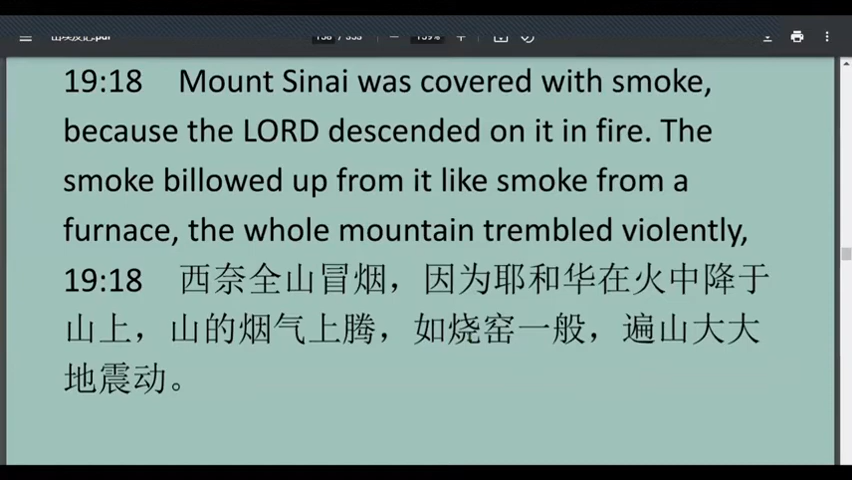 19:18 Mount Sinai was covered with smoke,
because the LORD descended on it in fire. The
smoke billowed up from it like smoke from a
furnace, the whole mountain trembled violently,
19:18 西奈全山冒烟，因为耶和华在火中降于
山上，山的烟气上腾，如烧窑一般，遍山大大
地震动。